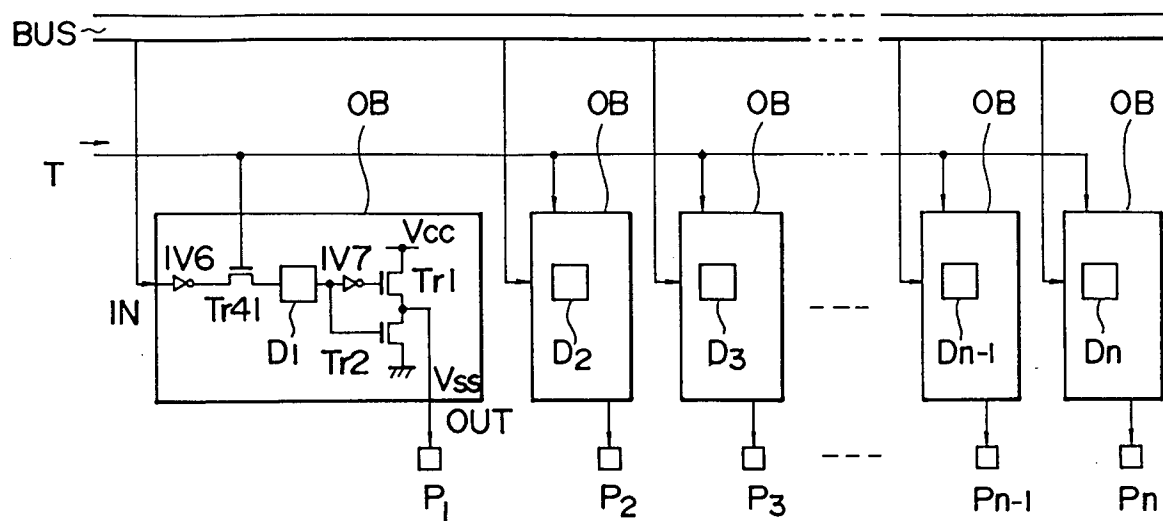 BUS
OB OB OB OB OB
T
Vcc
IV6 IV7 Tr1
IN Tr41 D1 Tr2 D2 D3 Dn-1 Dn
Vss
OUT
P1 P2 P3 Pn-1 Pn